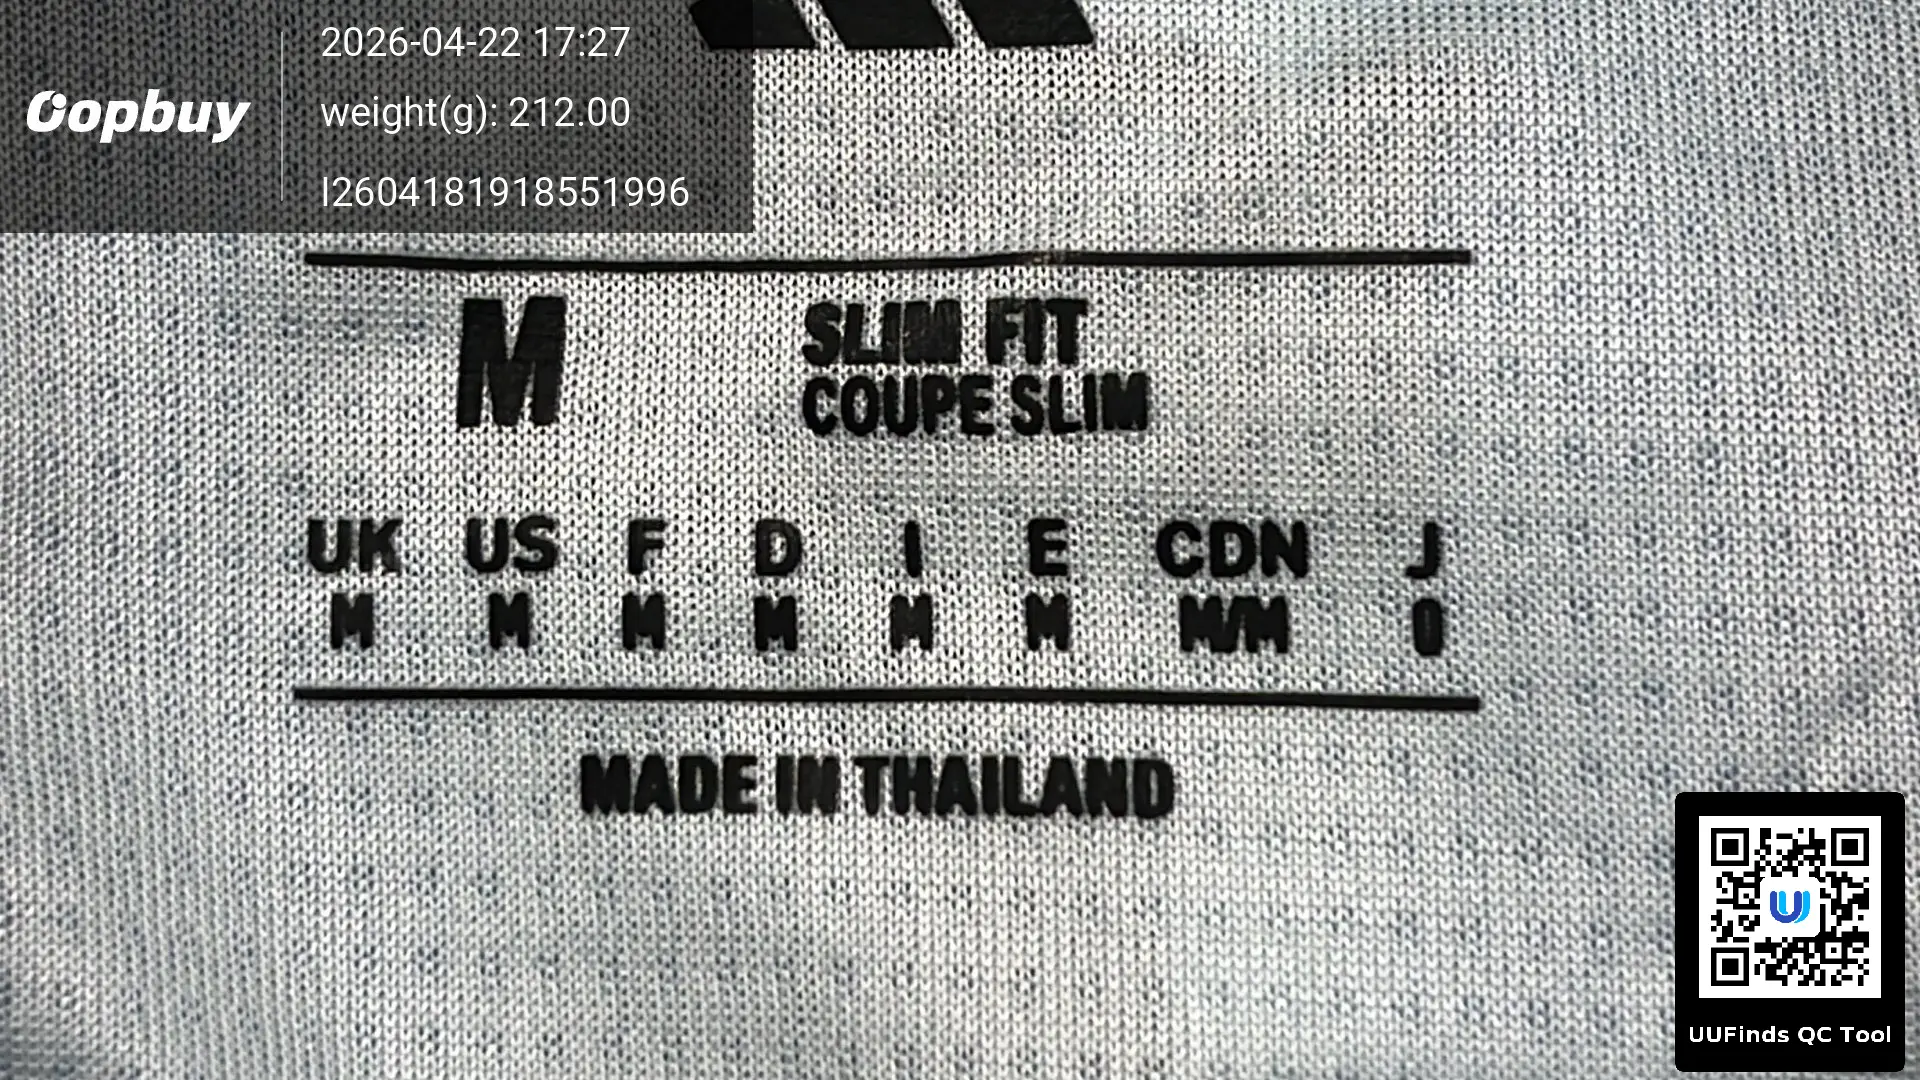 2026-04-22 17:27
oopbuy
weight(g): 212.00
I2604181918551996
M
SLIM FIT
COUPE SLIM
UK US F D I E CDN J
M M M M M M M/M O
MADE IN THAILAND
UUFinds QC Tool